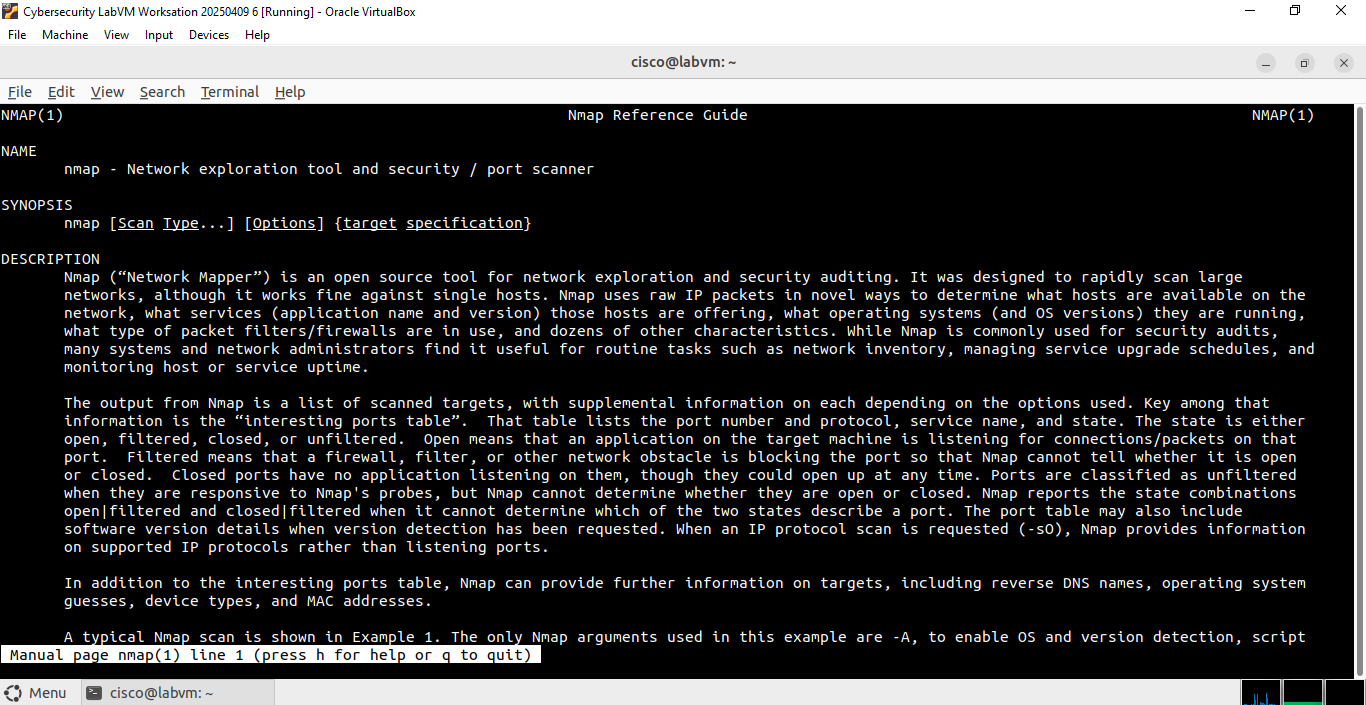 Cybersecurity LabVM Worksation 20250409 6 [Running] - Oracle VirtualBox
File Machine View Input Devices Help
cisco@labvm: ~
File Edit View Search Terminal Help
NMAP(1) Nmap Reference Guide NMAP(1)
NAME
nmap - Network exploration tool and security / port scanner
SYNOPSIS
nmap [Scan Type...] [Options] {target specification}
DESCRIPTION
Nmap (“Network Mapper”) is an open source tool for network exploration and security auditing. It was designed to rapidly scan large
networks, although it works fine against single hosts. Nmap uses raw IP packets in novel ways to determine what hosts are available on the
network, what services (application name and version) those hosts are offering, what operating systems (and OS versions) they are running,
what type of packet filters/firewalls are in use, and dozens of other characteristics. While Nmap is commonly used for security audits,
many systems and network administrators find it useful for routine tasks such as network inventory, managing service upgrade schedules, and
monitoring host or service uptime.
The output from Nmap is a list of scanned targets, with supplemental information on each depending on the options used. Key among that
information is the “interesting ports table”.  That table lists the port number and protocol, service name, and state. The state is either
open, filtered, closed, or unfiltered.  Open means that an application on the target machine is listening for connections/packets on that
port.  Filtered means that a firewall, filter, or other network obstacle is blocking the port so that Nmap cannot tell whether it is open
or closed.  Closed ports have no application listening on them, though they could open up at any time. Ports are classified as unfiltered
when they are responsive to Nmap's probes, but Nmap cannot determine whether they are open or closed. Nmap reports the state combinations
open|filtered and closed|filtered when it cannot determine which of the two states describe a port. The port table may also include
software version details when version detection has been requested. When an IP protocol scan is requested (-sO), Nmap provides information
on supported IP protocols rather than listening ports.
In addition to the interesting ports table, Nmap can provide further information on targets, including reverse DNS names, operating system
guesses, device types, and MAC addresses.
A typical Nmap scan is shown in Example 1. The only Nmap arguments used in this example are -A, to enable OS and version detection, script
Manual page nmap(1) line 1 (press h for help or q to quit)
Menu cisco@labvm: ~